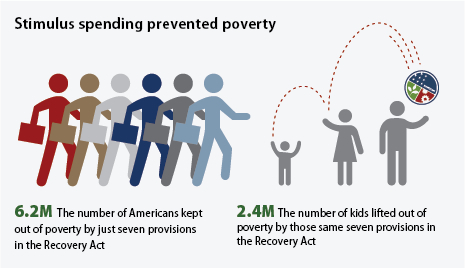 Stimulus spending prevented poverty
6.2M The number of Americans kept
out of poverty by just seven provisions
in the Recovery Act
2.4M The number of kids lifted out of
poverty by those same seven provisions in
the Recovery Act